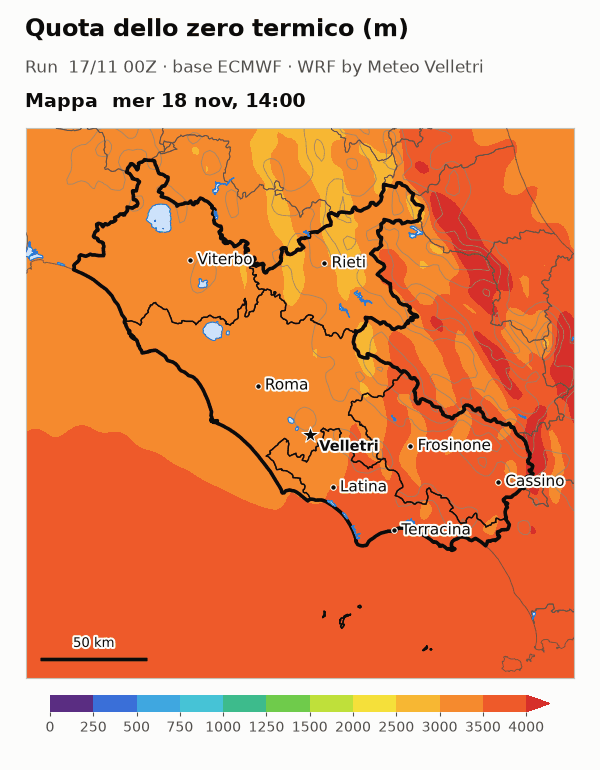 Quota dello zero termico (m)
Run  17/11 00Z · base ECMWF · WRF by Meteo Velletri
Mappa  mer 18 nov, 14:00
Viterbo
Rieti
Roma
Velletri
Frosinone
Latina
Cassino
Terracina
50 km
0 250 500 750 1000 1250 1500 2000 2500 3000 3500 4000